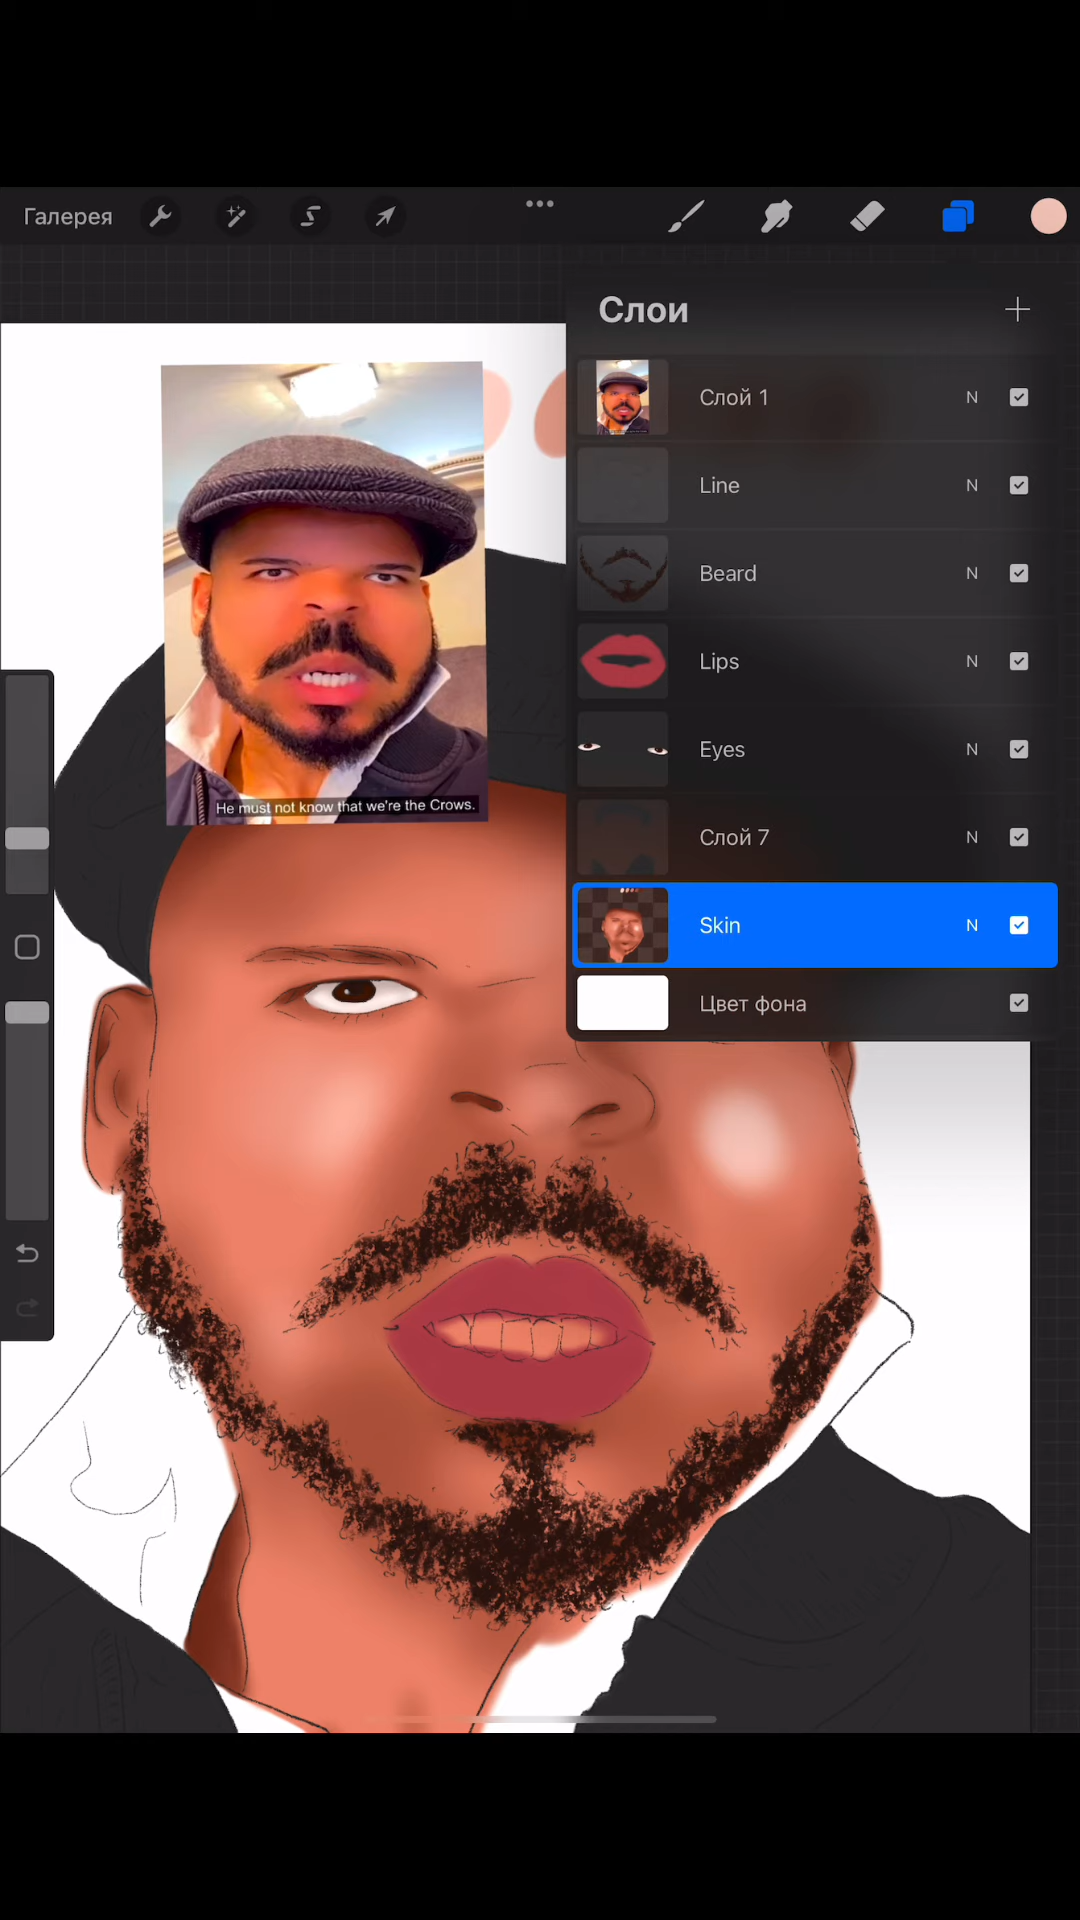 Галерея
Слои
Слой 1 N
Line N
Beard N
Lips N
Eyes N
Слой 7 N
Skin N
Цвет фона
He must not know that we're the Crows.